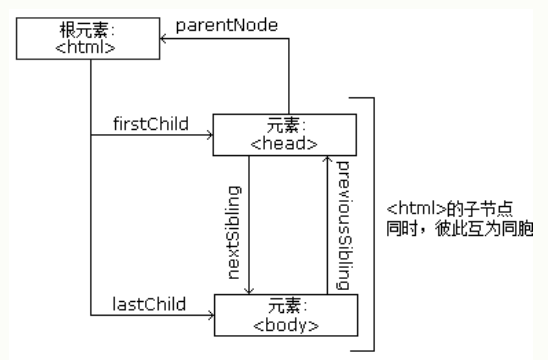 根元素:
<html>
parentNode
firstChild
元素:
<head>
nextSibling
previousSibling
<html>的子节点
同时，彼此互为同胞
lastChild
元素:
<body>